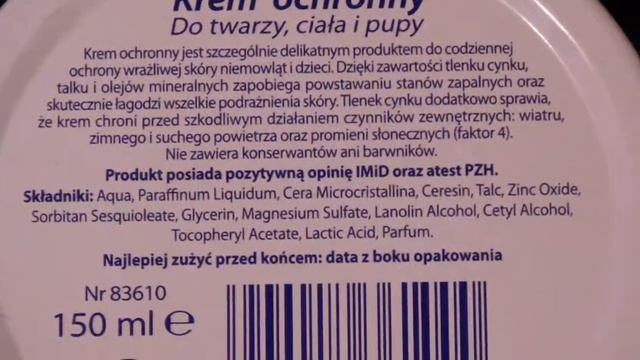 Krem ochronny
Do twarzy, ciała i pupy
Krem ochronny jest szczególnie delikatnym produktem do codziennej
ochrony wrażliwej skóry niemowląt i dzieci. Dzięki zawartości tlenku cynku,
talku i olejów mineralnych zapobiega powstawaniu stanów zapalnych oraz
skutecznie łagodzi wszelkie podrażnienia skóry. Tlenek cynku dodatkowo sprawia,
że krem chroni przed szkodliwym działaniem czynników zewnętrznych: wiatru,
zimnego i suchego powietrza oraz promieni słonecznych (faktor 4).
Nie zawiera konserwantów ani barwników.
Produkt posiada pozytywną opinię IMiD oraz atest PZH.
Składniki: Aqua, Paraffinum Liquidum, Cera Microcristallina, Ceresin, Talc, Zinc Oxide,
Sorbitan Sesquioleate, Glycerin, Magnesium Sulfate, Lanolin Alcohol, Cetyl Alcohol,
Tocopheryl Acetate, Lactic Acid, Parfum.
Najlepiej zużyć przed końcem: data z boku opakowania
Nr 83610
150 ml ℮